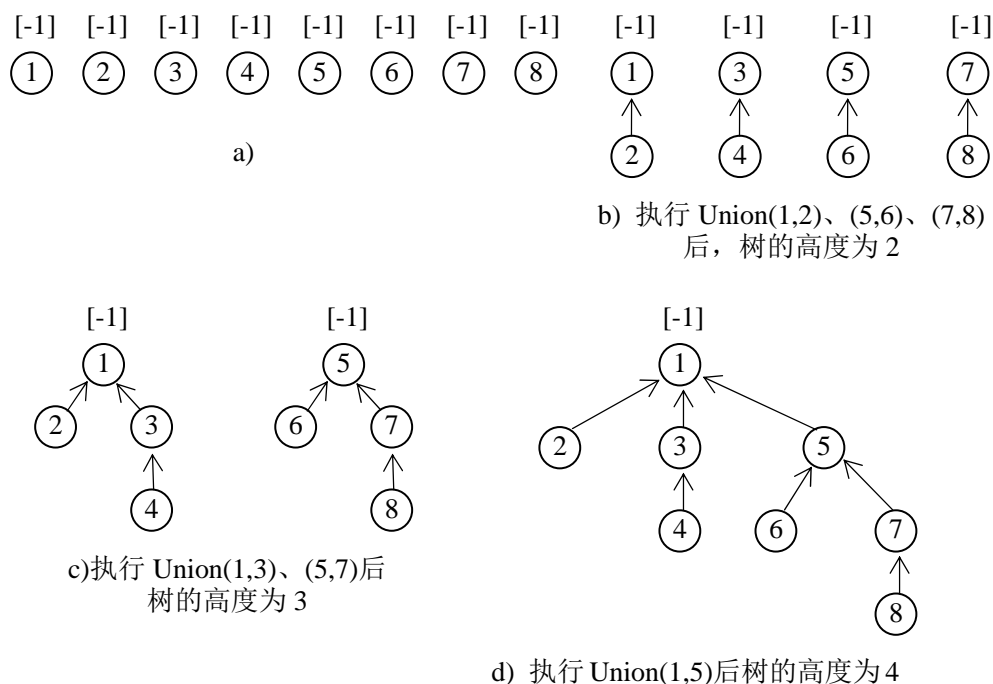 [-1] [-1] [-1] [-1] [-1] [-1] [-1] [-1]
1 2 3 4 5 6 7 8
a)
[-1] [-1] [-1] [-1]
1 3 5 7
2 4 6 8
b) 执行 Union(1,2)、(5,6)、(7,8)
后，树的高度为 2
[-1] [-1]
1 5
2 3 6 7
4 8
c)执行 Union(1,3)、(5,7)后
树的高度为 3
[-1]
1
2 3 5
4 6 7
8
d) 执行 Union(1,5)后树的高度为 4